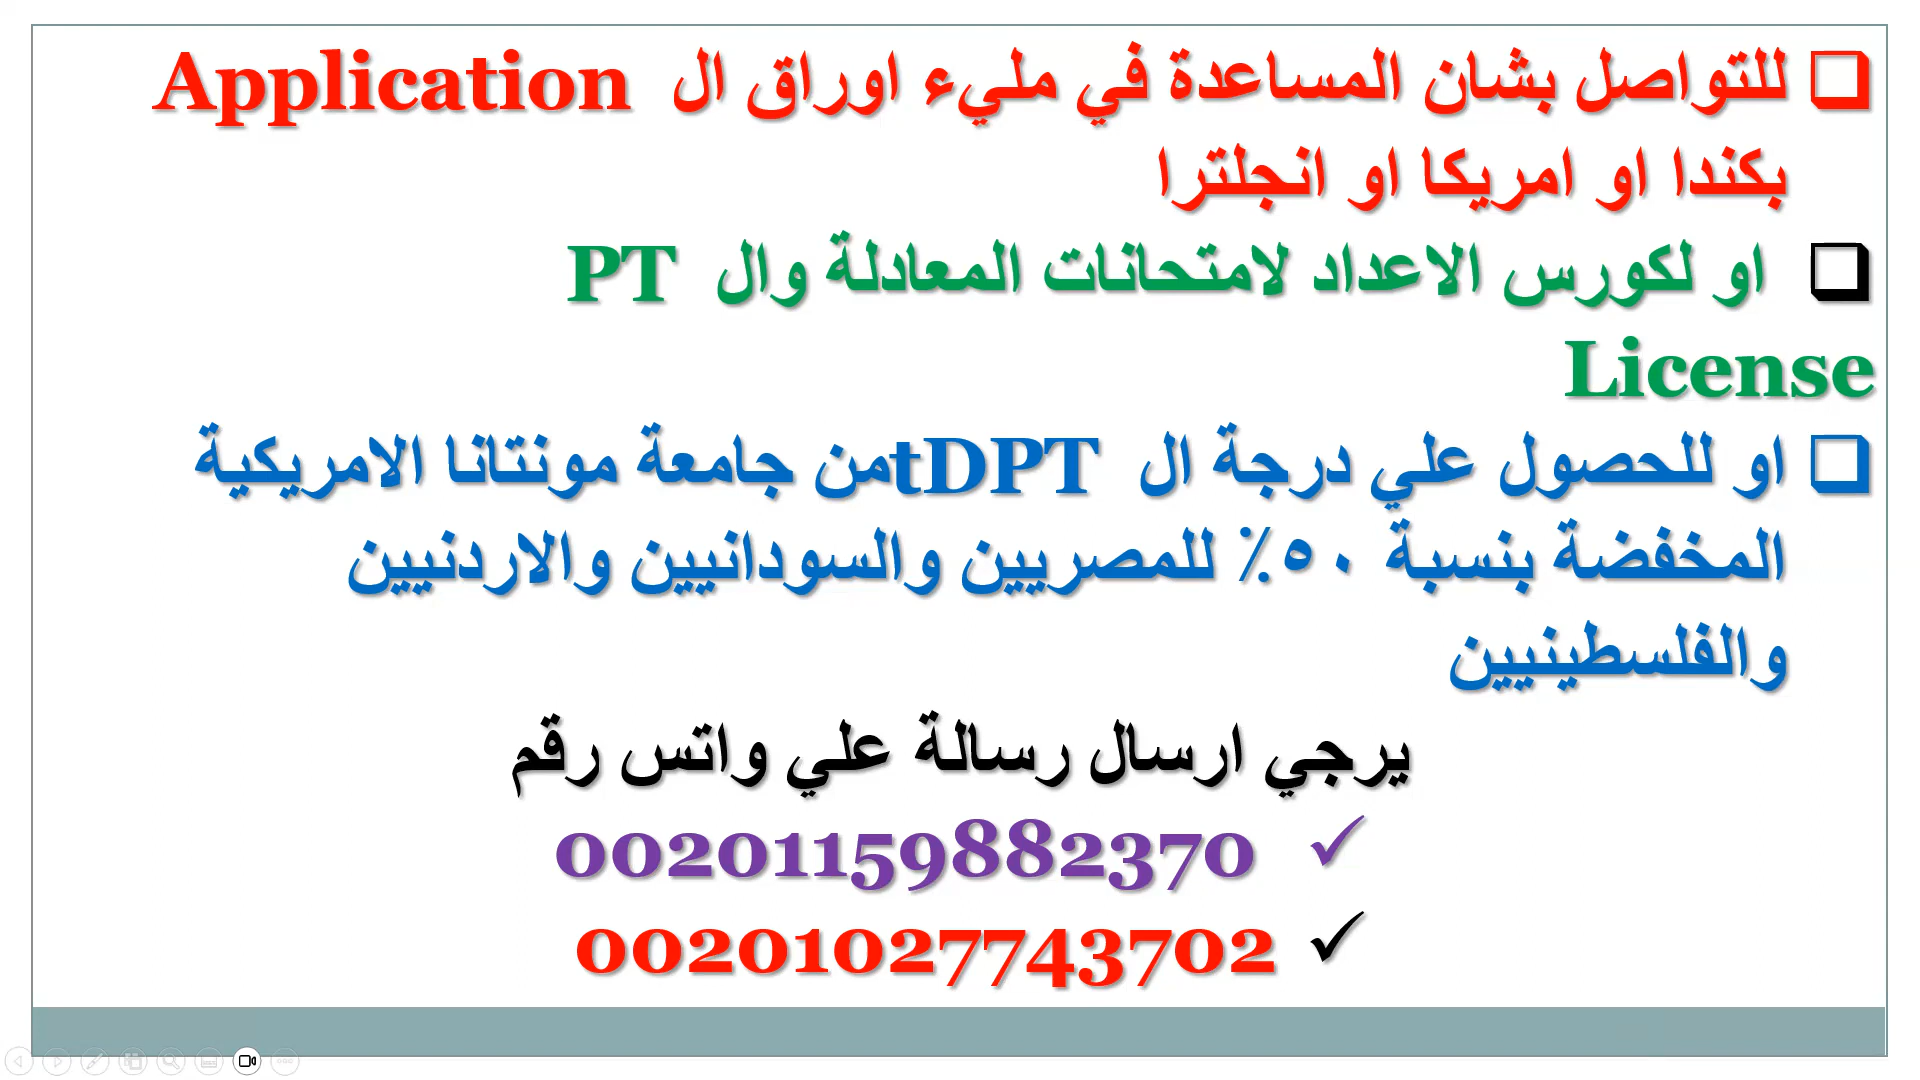 للتواصل بشان المساعدة في مليء اوراق ال Application
بكندا او امريكا او انجلترا
او لكورس الاعداد لامتحانات المعادلة وال PT
License
او للحصول علي درجة ال tDPTمن جامعة مونتانا الامريكية
المخفضة بنسبة ٥٠٪ للمصريين والسودانيين والاردنيين
والفلسطينيين
يرجي ارسال رسالة علي واتس رقم
00201159882370
00201027743702